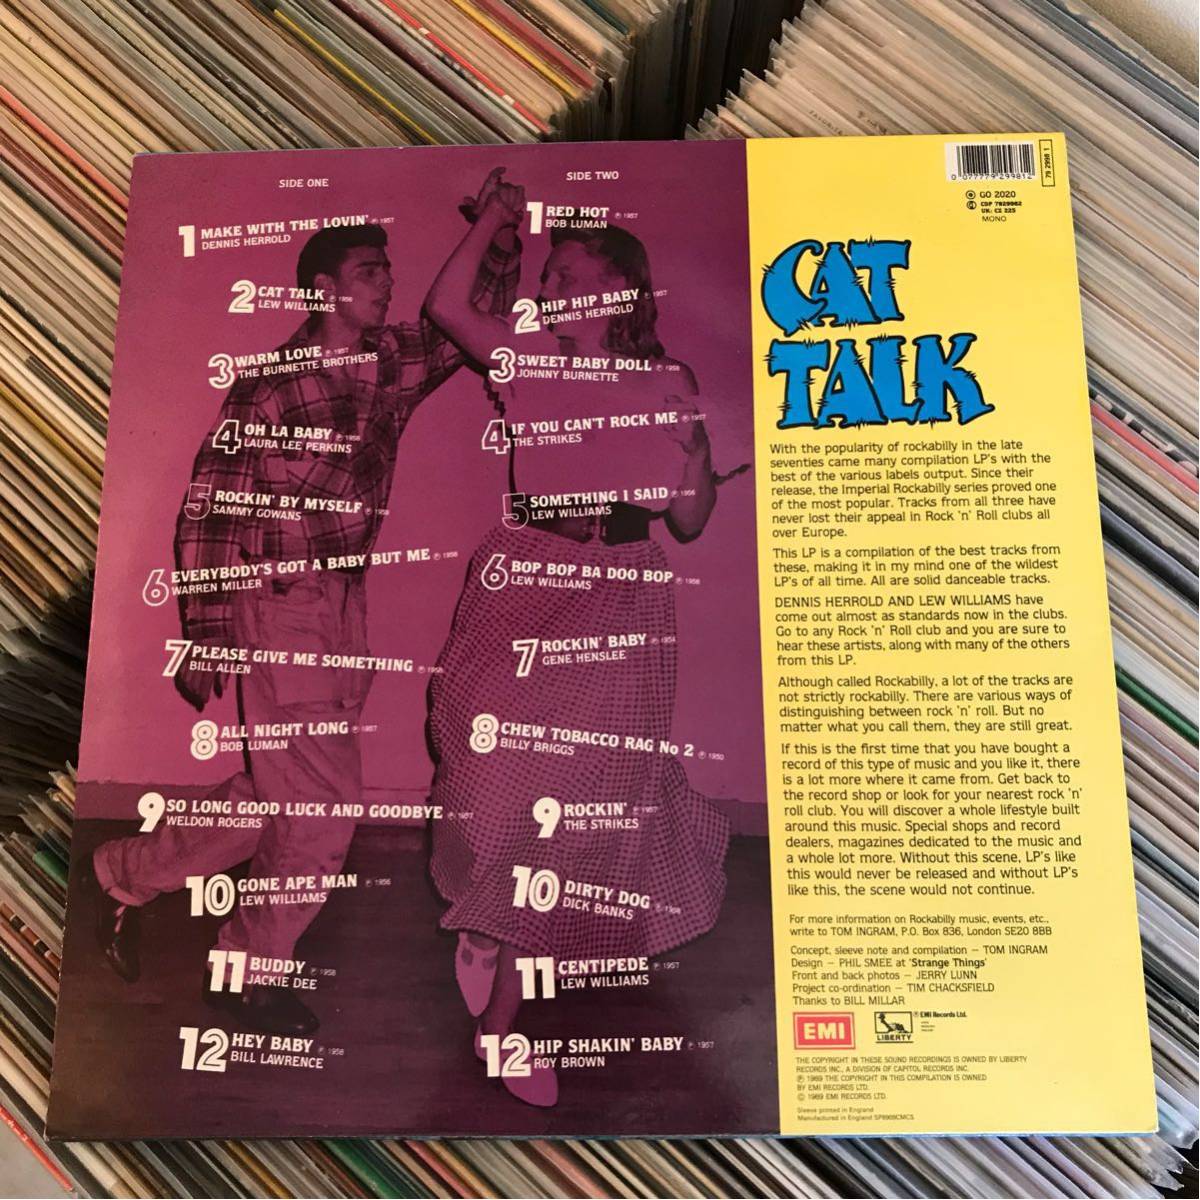 SIDE ONE
1 MAKE WITH THE LOVIN' ℗ 1957
DENNIS HERROLD
2 CAT TALK ℗ 1956
LEW WILLIAMS
3 WARM LOVE ℗ 1957
THE BURNETTE BROTHERS
4 OH LA BABY ℗ 1958
LAURA LEE PERKINS
5 ROCKIN' BY MYSELF ℗ 1958
SAMMY GOWANS
6 EVERYBODY'S GOT A BABY BUT ME ℗ 1958
WARREN MILLER
7 PLEASE GIVE ME SOMETHING ℗ 1958
BILL ALLEN
8 ALL NIGHT LONG ℗ 1957
BOB LUMAN
9 SO LONG GOOD LUCK AND GOODBYE ℗ 1957
WELDON ROGERS
10 GONE APE MAN ℗ 1956
LEW WILLIAMS
11 BUDDY ℗ 1958
JACKIE DEE
12 HEY BABY ℗ 1958
BILL LAWRENCE
SIDE TWO
1 RED HOT ℗ 1957
BOB LUMAN
2 HIP HIP BABY ℗ 1957
DENNIS HERROLD
3 SWEET BABY DOLL ℗ 1958
JOHNNY BURNETTE
4 IF YOU CAN'T ROCK ME ℗ 1957
THE STRIKES
5 SOMETHING I SAID ℗ 1956
LEW WILLIAMS
6 BOP BOP BA DOO BOP ℗ 1956
LEW WILLIAMS
7 ROCKIN' BABY ℗ 1954
GENE HENSLEE
8 CHEW TOBACCO RAG No 2 ℗ 1950
BILLY BRIGGS
9 ROCKIN' ℗ 1957
THE STRIKES
10 DIRTY DOG ℗ 1958
DICK BANKS
11 CENTIPEDE ℗ 1957
LEW WILLIAMS
12 HIP SHAKIN' BABY ℗ 1957
ROY BROWN
0 077779 299812
79 2998 1
GO 2020
CDP 7929982
UK: CZ 225
MONO
CAT
TALK
With the popularity of rockabilly in the late
seventies came many compilation LP's with the
best of the various labels output. Since their
release, the Imperial Rockabilly series proved one
of the most popular. Tracks from all three have
never lost their appeal in Rock 'n' Roll clubs all
over Europe.
This LP is a compilation of the best tracks from
these, making it in my mind one of the wildest
LP's of all time. All are solid danceable tracks.
DENNIS HERROLD AND LEW WILLIAMS have
come out almost as standards now in the clubs.
Go to any Rock 'n' Roll club and you are sure to
hear these artists, along with many of the others
from this LP.
Although called Rockabilly, a lot of the tracks are
not strictly rockabilly. There are various ways of
distinguishing between rock 'n' roll. But no
matter what you call them, they are still great.
If this is the first time that you have bought a
record of this type of music and you like it, there
is a lot more where it came from. Get back to
the record shop or look for your nearest rock 'n'
roll club. You will discover a whole lifestyle built
around this music. Special shops and record
dealers, magazines dedicated to the music and
a whole lot more. Without this scene, LP's like
this would never be released and without LP's
like this, the scene would not continue.
For more information on Rockabilly music, events, etc.,
write to TOM INGRAM, P.O. Box 836, London SE20 8BB
Concept, sleeve note and compilation – TOM INGRAM
Design – PHIL SMEE at 'Strange Things'
Front and back photos – JERRY LUNN
Project co-ordination – TIM CHACKSFIELD
Thanks to BILL MILLAR
EMI
LIBERTY
℗ EMI Records Ltd.
THE COPYRIGHT IN THESE SOUND RECORDINGS IS OWNED BY LIBERTY
RECORDS INC., A DIVISION OF CAPITOL RECORDS INC.
℗ 1989 THE COPYRIGHT IN THIS COMPILATION IS OWNED
BY EMI RECORDS LTD.
© 1989 EMI RECORDS LTD.
Sleeve printed in England
Manufactured in England SP8909CMCS